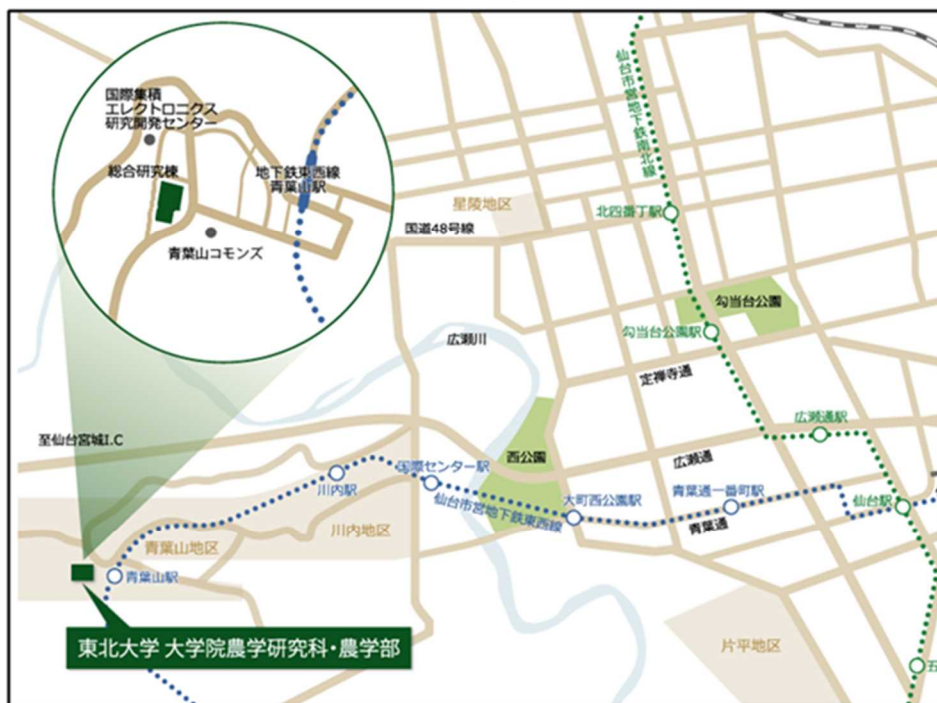 国際集積
エレクトロニクス
研究開発センター
総合研究棟
地下鉄東西線
青葉山駅
青葉山コモンズ
仙台市営地下鉄南北線
星陵地区
北四番丁駅
国道48号線
勾当台公園
勾当台公園駅
広瀬川
定禅寺通
広瀬通駅
至仙台宮城I.C
西公園
広瀬通
国際センター駅
川内駅
仙台市営地下鉄東西線
大町西公園駅
青葉通一番町駅
仙台駅
青葉通
川内地区
青葉山地区
青葉山駅
東北大学 大学院農学研究科・農学部
片平地区
五